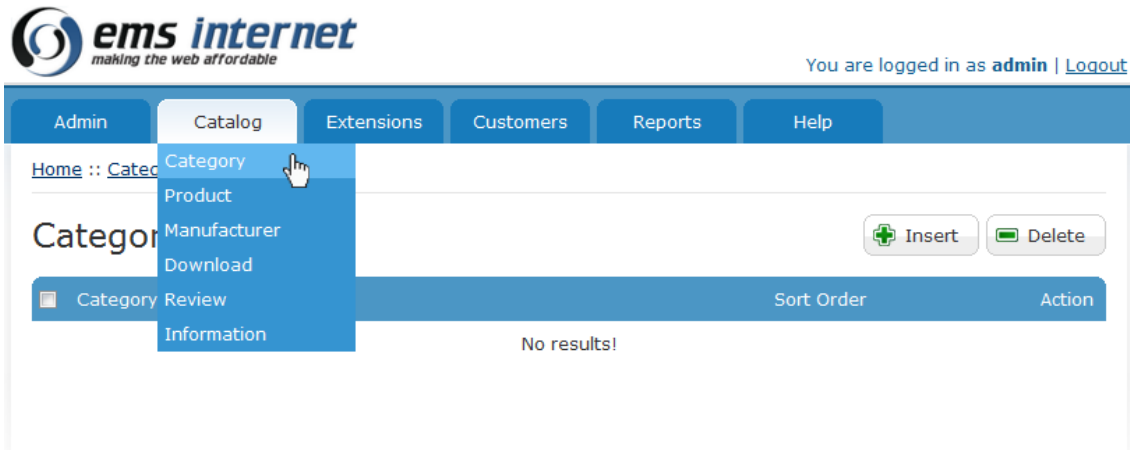 ems internet
making the web affordable
You are logged in as admin | Logout
Admin Catalog Extensions Customers Reports Help
Home :: Categ
Category
Product
Categor
Manufacturer
Insert Delete
Download
Category
Review
Sort Order Action
Information
No results!